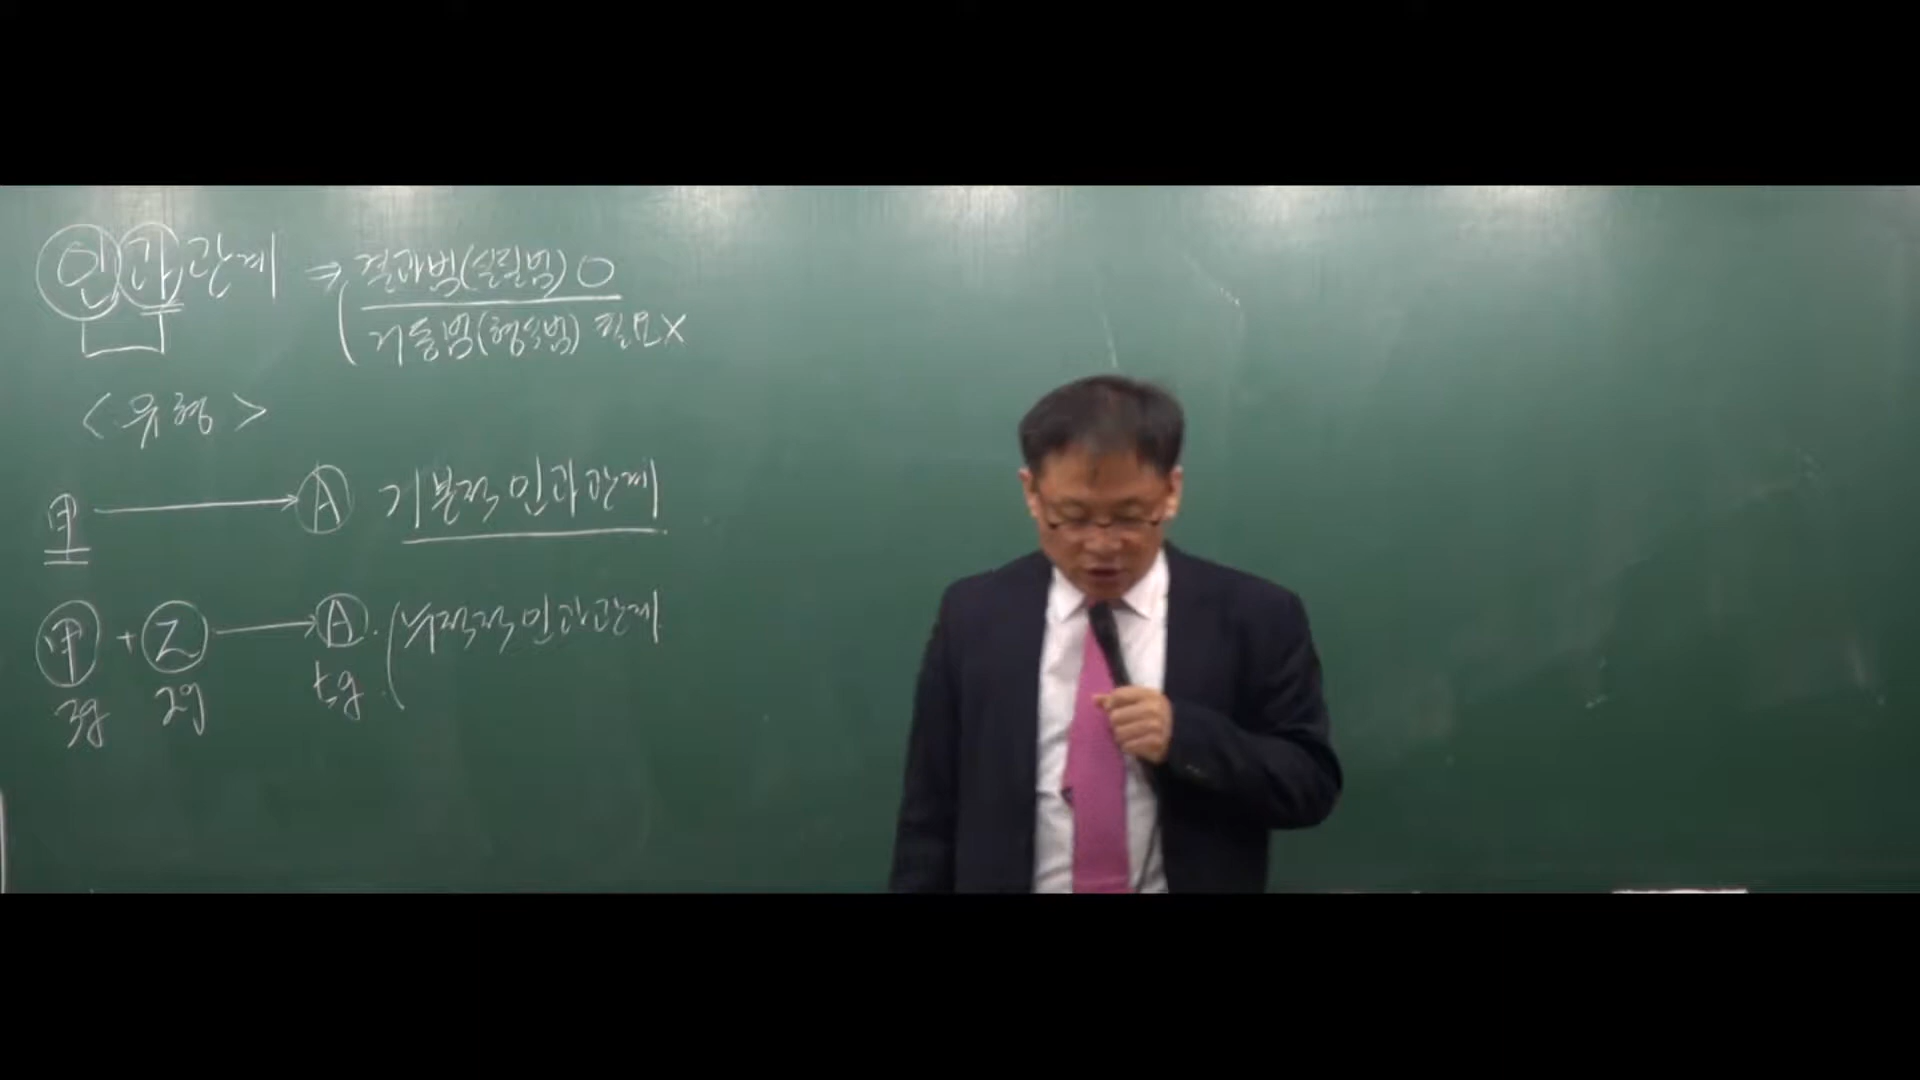 인과관계 ⇒ 결과범(실질범) O
거동범(형식범) 필요X
<유형>
甲 → A 기본적 인과관계
甲 + 乙 → A. 누적적 인과관계
3g 2g 5g.